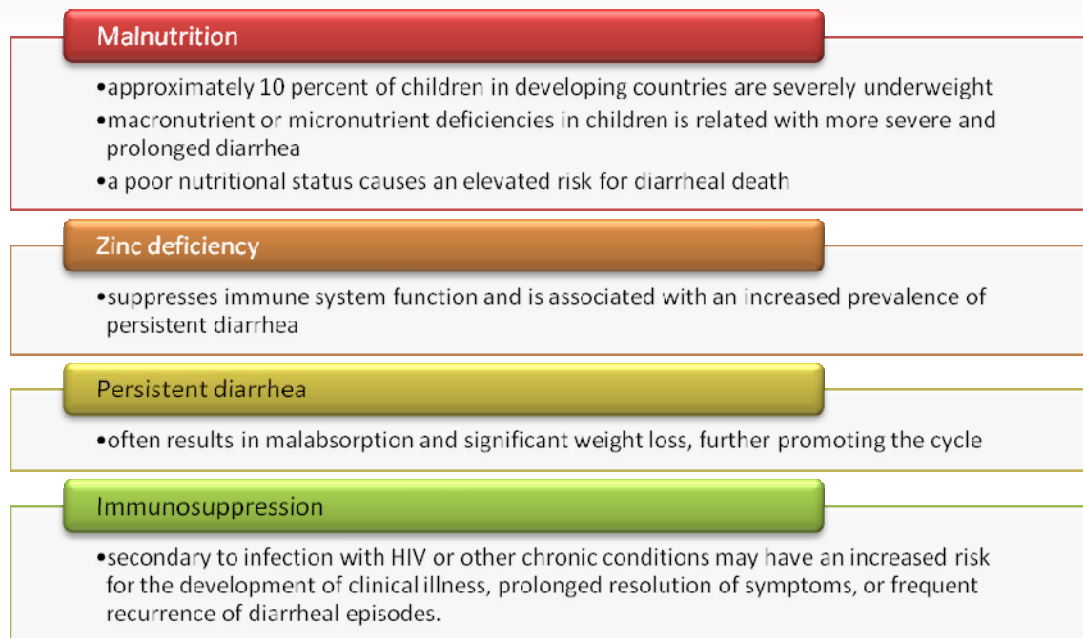 Malnutrition
•approximately 10 percent of children in developing countries are severely underweight
•macronutrient or micronutrient deficiencies in children is related with more severe and
prolonged diarrhea
•a poor nutritional status causes an elevated risk for diarrheal death
Zinc deficiency
•suppresses immune system function and is associated with an increased prevalence of
persistent diarrhea
Persistent diarrhea
•often results in malabsorption and significant weight loss, further promoting the cycle
Immunosuppression
•secondary to infection with HIV or other chronic conditions may have an increased risk
for the development of clinical illness, prolonged resolution of symptoms, or frequent
recurrence of diarrheal episodes.